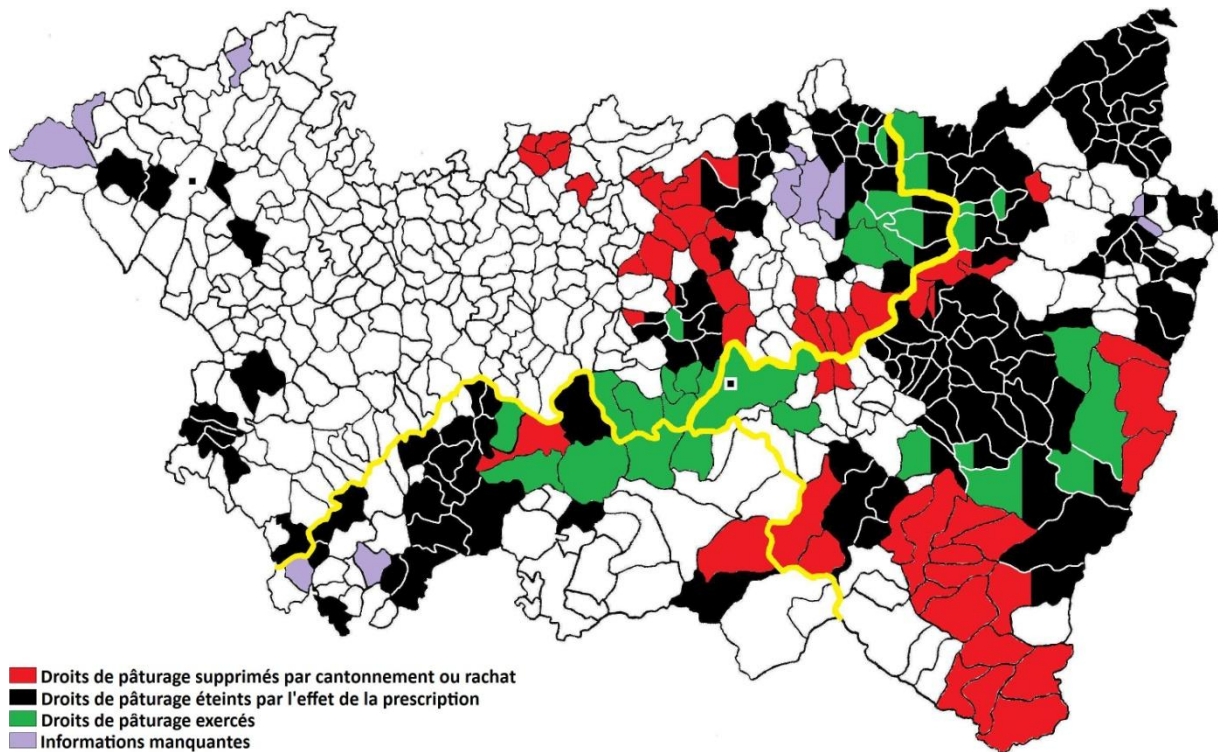 Droits de pâturage supprimés par cantonnement ou rachat
Droits de pâturage éteints par l'effet de la prescription
Droits de pâturage exercés
Informations manquantes